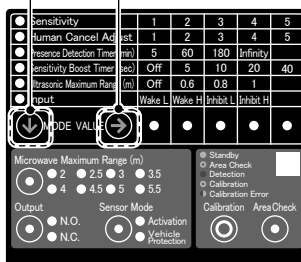 Sensitivity 1 2 3 4 5
Human Cancel Adjust 1 2 3 4 5
Presence Detection Timer (min) 5 60 180 Infinity
Sensitivity Boost Timer (sec) Off 5 10 20 40
Ultrasonic Maximum Range (m) Off 0.6 0.8 1
Input Wake L Wake H Inhibit L Inhibit H
MODE VALUE
Microwave Maximum Range (m)
2 2.5 3 3.5
4 4.5 5 5.5
Output Sensor Mode
N.O. Activation
N.C. Vehicle Protection
Standby
Area Check
Detection
Calibration
Calibration Error
Calibration Area Check